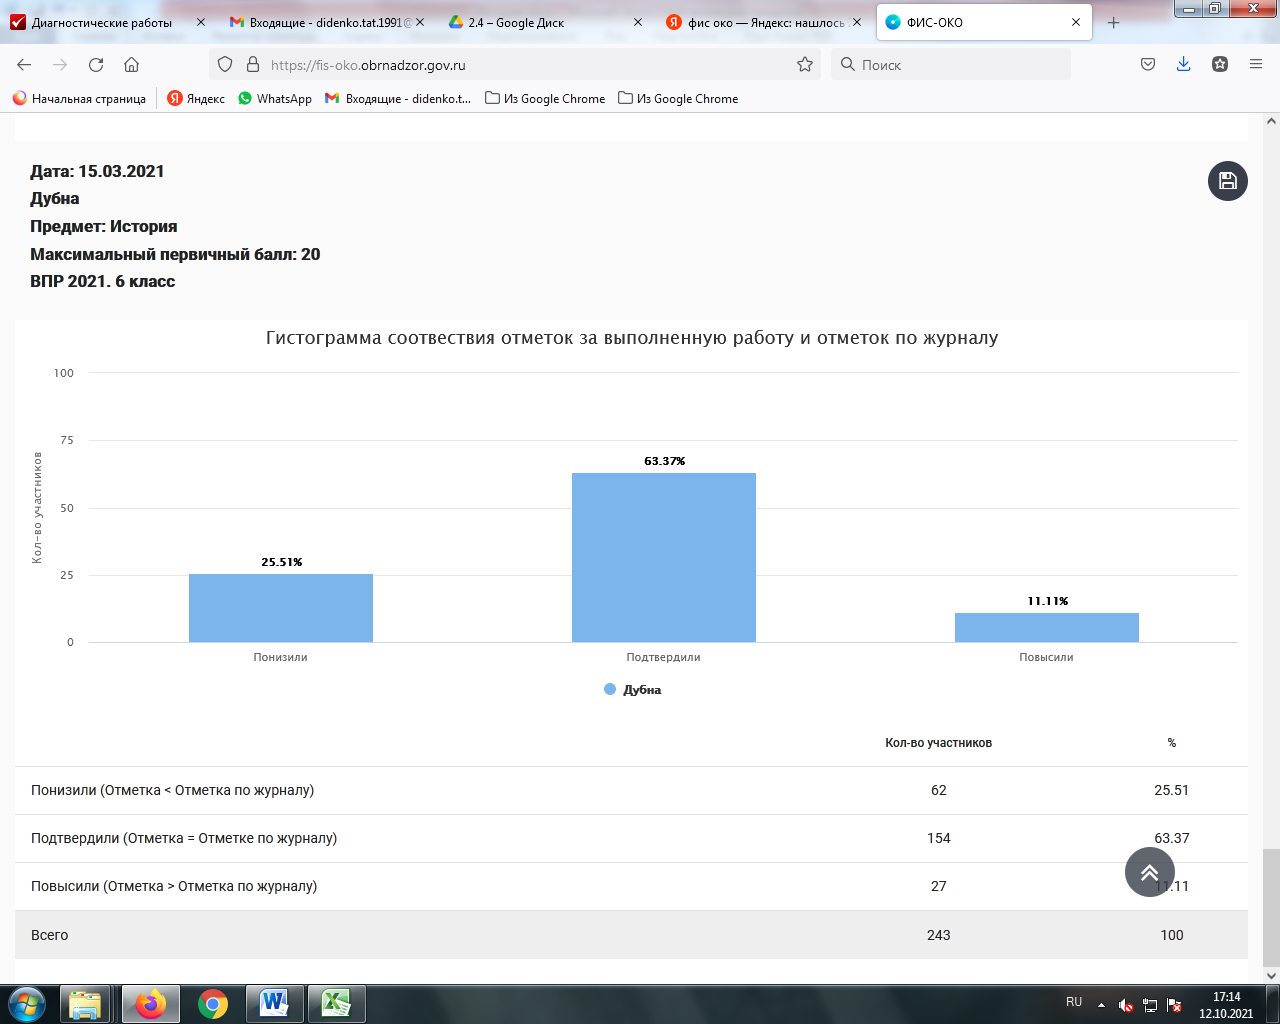 Диагностические работы
Входящие - didenko.tat.1991@
2.4 – Google Диск
фис око — Яндекс: нашлось
ФИС-ОКО
https://fis-oko.obrnadzor.gov.ru
Поиск
Начальная страница
Яндекс
WhatsApp
Входящие - didenko.t...
Из Google Chrome
Из Google Chrome
Дата: 15.03.2021
Дубна
Предмет: История
Максимальный первичный балл: 20
ВПР 2021. 6 класс
Гистограмма соотвествия отметок за выполненную работу и отметок по журналу
Кол-во участников
100
75
50
25
0
25.51%
63.37%
11.11%
Понизили
Подтвердили
Повысили
Дубна
Кол-во участников %
Понизили (Отметка < Отметка по журналу) 62 25.51
Подтвердили (Отметка = Отметке по журналу) 154 63.37
Повысили (Отметка > Отметка по журналу) 27 11.11
Всего 243 100
RU
17:14
12.10.2021